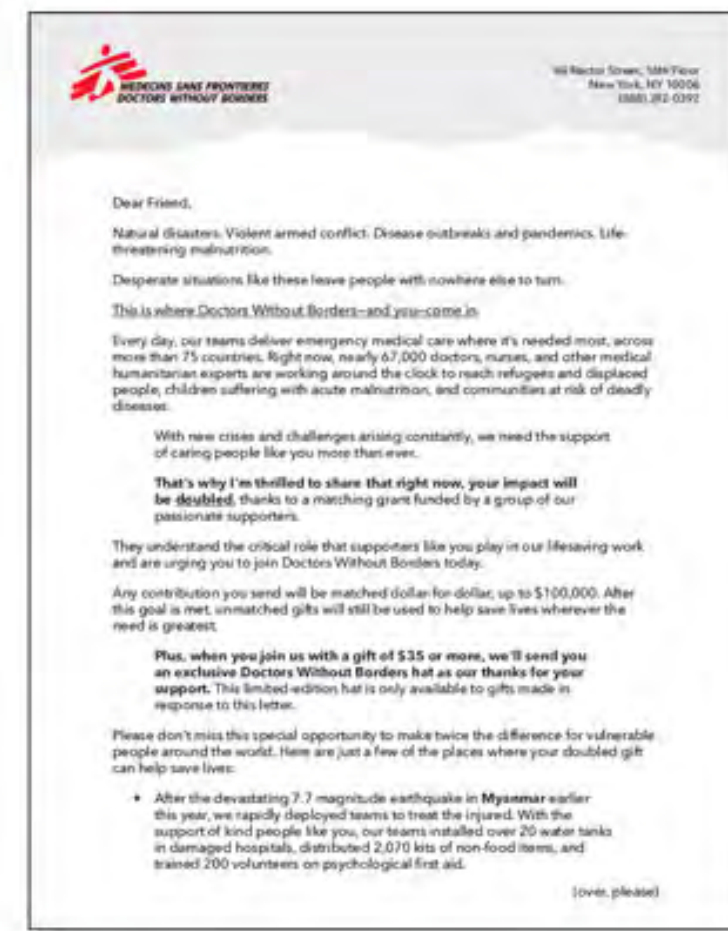 MEDECINS SANS FRONTIERES
DOCTORS WITHOUT BORDERS
Rector Street, 16th Floor
New York, NY 10006
(888) 392-0392
Dear Friend,
Natural disasters. Violent armed conflict. Disease outbreaks and pandemics. Life-
threatening malnutrition.
Desperate situations like these leave people with nowhere else to turn.
This is where Doctors Without Borders—and you—come in.
Every day, our teams deliver emergency medical care where it's needed most, across
more than 75 countries. Right now, nearly 67,000 doctors, nurses, and other medical
humanitarian experts are working around the clock to reach refugees and displaced
people, children suffering with acute malnutrition, and communities at risk of deadly
diseases.
With new crises and challenges arising constantly, we need the support
of caring people like you more than ever.
That's why I'm thrilled to share that right now, your impact will
be doubled, thanks to a matching grant funded by a group of our
passionate supporters.
They understand the critical role that supporters like you play in our lifesaving work
and are urging you to join Doctors Without Borders today.
Any contribution you send will be matched dollar-for-dollar, up to $100,000. After
this goal is met, unmatched gifts will still be used to help save lives wherever the
need is greatest.
Plus, when you join us with a gift of $35 or more, we'll send you
an exclusive Doctors Without Borders hat as our thanks for your
support. This limited-edition hat is only available to gifts made in
response to this letter.
Please don't miss this special opportunity to make twice the difference for vulnerable
people around the world. Here are just a few of the places where your doubled gift
can help save lives:
• After the devastating 7.7 magnitude earthquake in Myanmar earlier
this year, we rapidly deployed teams to treat the injured. With the
support of kind people like you, our teams installed over 20 water tanks
in damaged hospitals, distributed 2,070 kits of non-food items, and
trained 200 volunteers on psychological first aid.
(over, please)